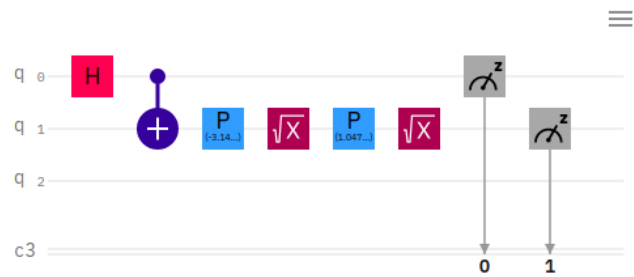 q 0 H z
q 1 P (-3.14...) √X P (1.047...) √X z
q 2
c3 0 1